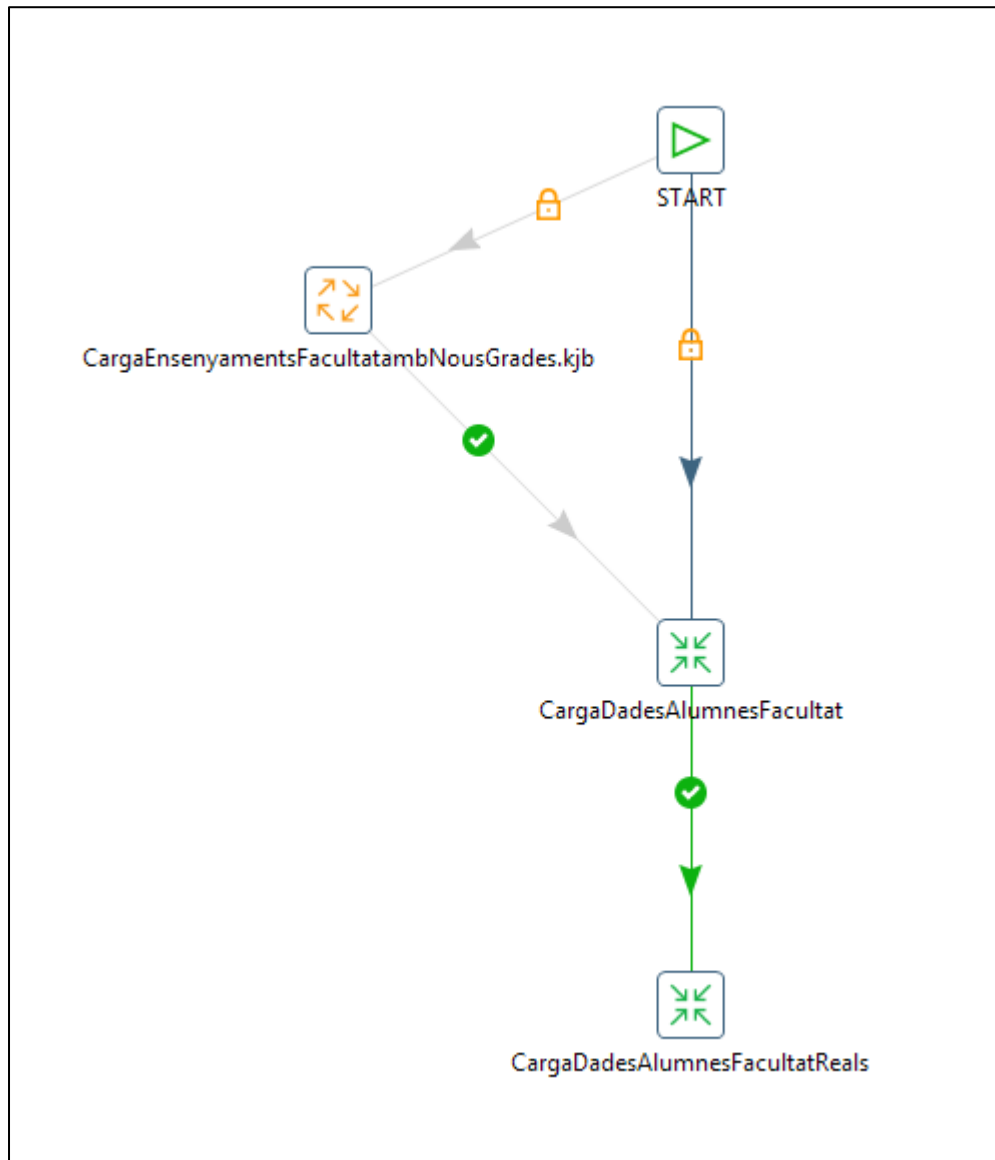 START
CargaEnsenyamentsFacultatambNousGrades.kjb
CargaDadesAlumnesFacultat
CargaDadesAlumnesFacultatReals